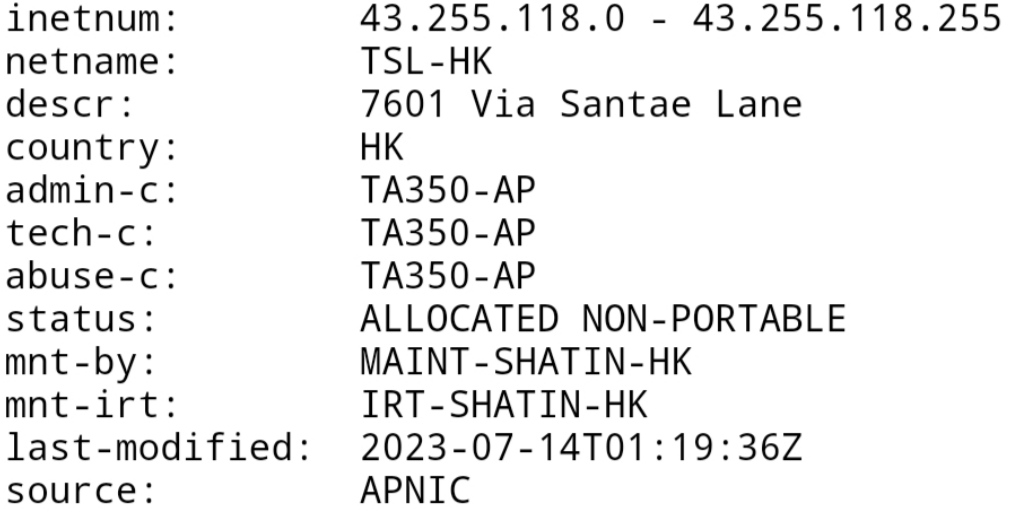 inetnum: 43.255.118.0 - 43.255.118.255
netname: TSL-HK
descr: 7601 Via Santae Lane
country: HK
admin-c: TA350-AP
tech-c: TA350-AP
abuse-c: TA350-AP
status: ALLOCATED NON-PORTABLE
mnt-by: MAINT-SHATIN-HK
mnt-irt: IRT-SHATIN-HK
last-modified: 2023-07-14T01:19:36Z
source: APNIC